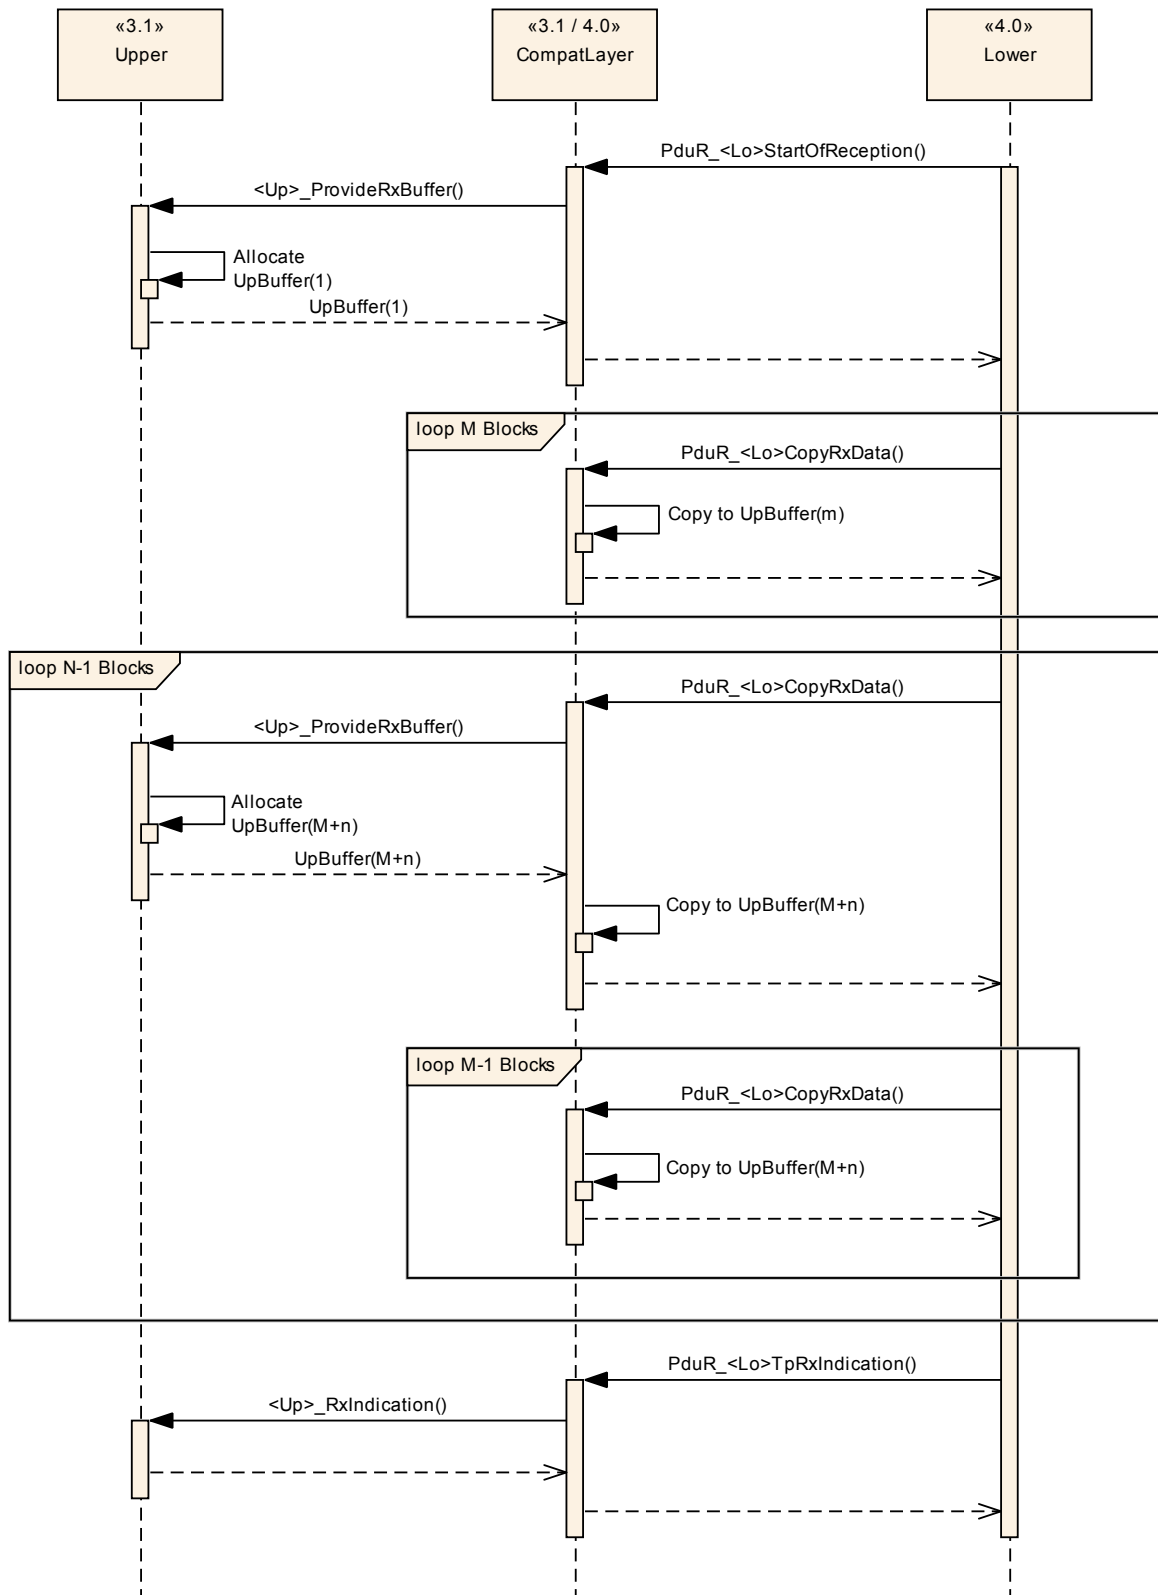 «3.1»
Upper
«3.1 / 4.0»
CompatLayer
«4.0»
Lower
PduR_<Lo>StartOfReception()
<Up>_ProvideRxBuffer()
Allocate
UpBuffer(1)
UpBuffer(1)
loop M Blocks
PduR_<Lo>CopyRxData()
Copy to UpBuffer(m)
loop N-1 Blocks
PduR_<Lo>CopyRxData()
<Up>_ProvideRxBuffer()
Allocate
UpBuffer(M+n)
UpBuffer(M+n)
Copy to UpBuffer(M+n)
loop M-1 Blocks
PduR_<Lo>CopyRxData()
Copy to UpBuffer(M+n)
PduR_<Lo>TpRxIndication()
<Up>_RxIndication()